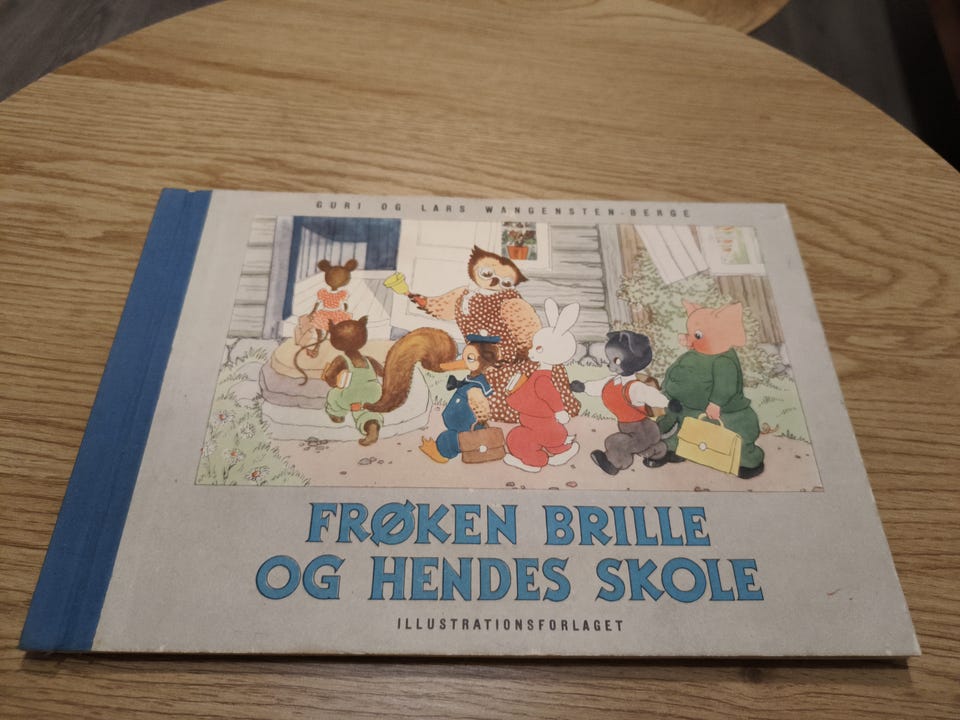 GURI OG LARS WANGENSTEN-BERGE
FRØKEN BRILLE
OG HENDES SKOLE
ILLUSTRATIONSFORLAGET